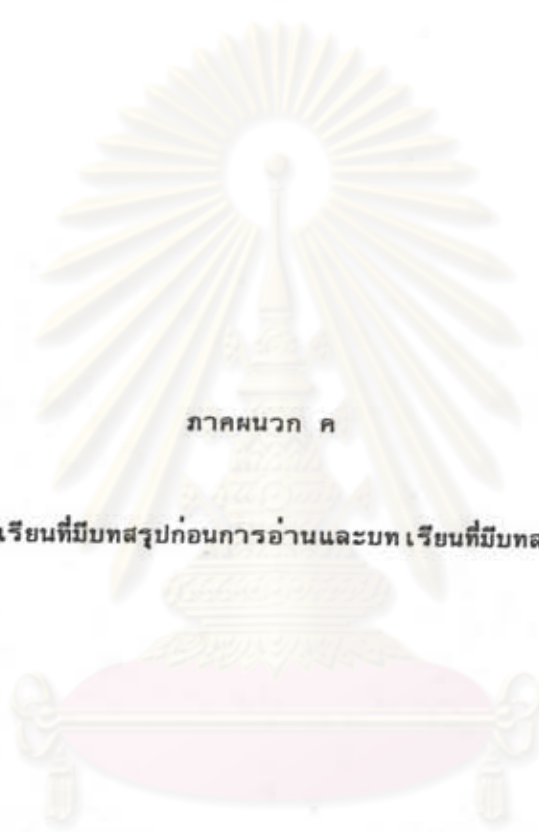 ภาคผนวก ค
เรียนที่มีบทสรุปก่อนการอ่านและบทเรียนที่มีบทส